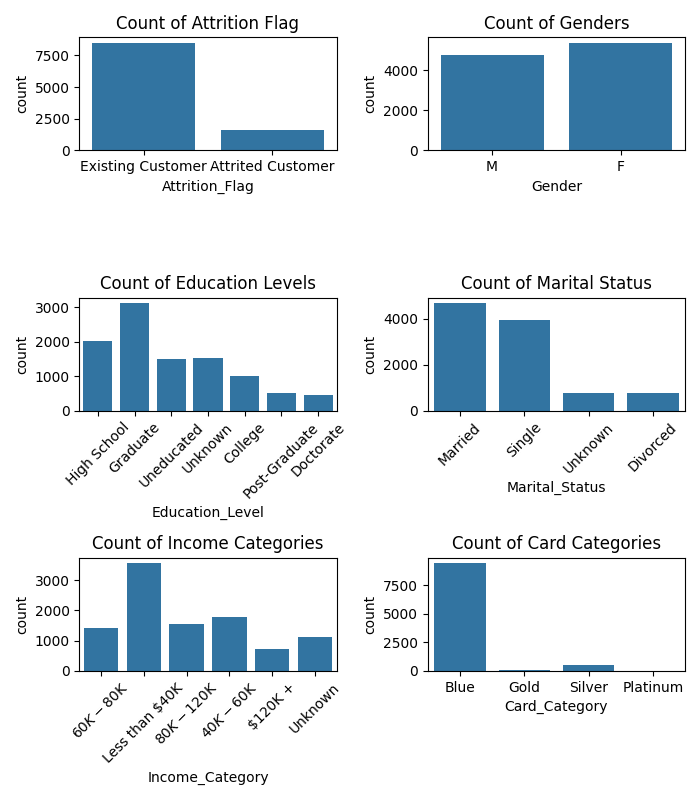 Count of Attrition Flag
7500
5000
2500
0
count
Existing Customer Attrited Customer
Attrition_Flag
Count of Genders
4000
2000
0
count
M F
Gender
Count of Education Levels
3000
2000
1000
0
count
High School
Graduate
Uneducated
Unknown
College
Post-Graduate
Doctorate
Education_Level
Count of Marital Status
4000
2000
0
count
Married
Single
Unknown
Divorced
Marital_Status
Count of Income Categories
3000
2000
1000
0
count
60K − 80K
Less than $40K
80K − 120K
40K − 60K
$120K +
Unknown
Income_Category
Count of Card Categories
7500
5000
2500
0
count
Blue Gold Silver Platinum
Card_Category